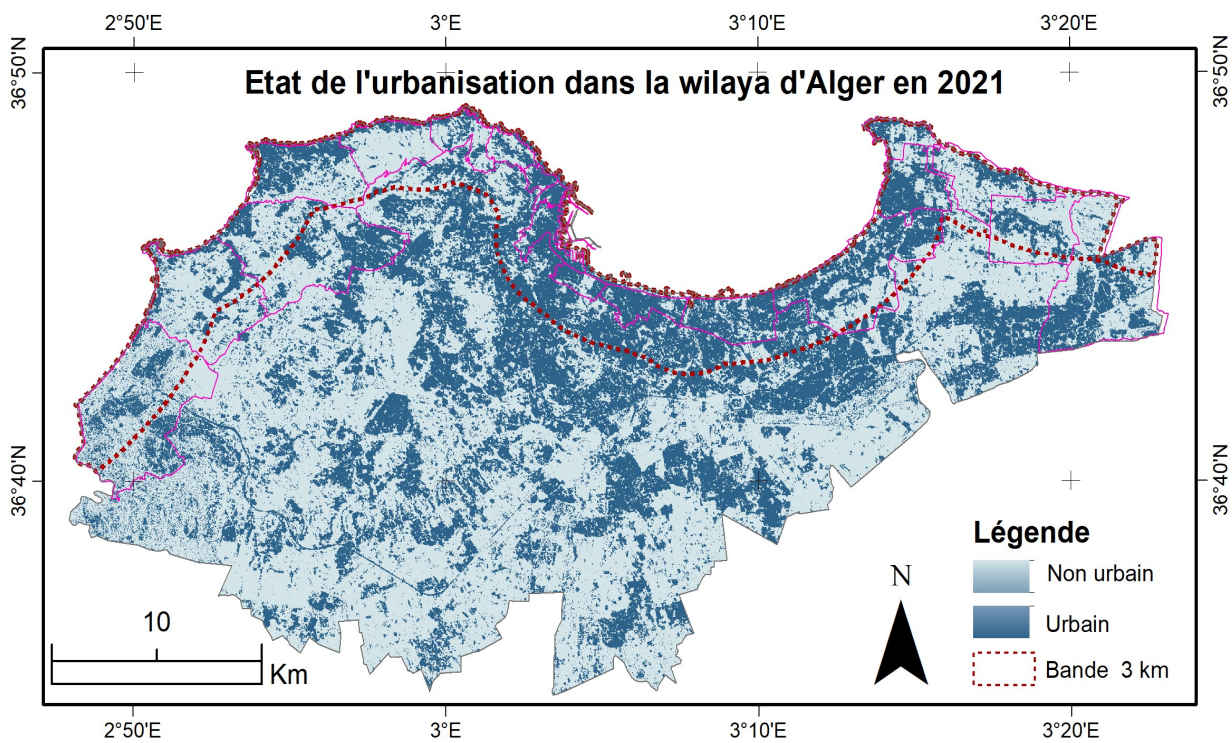 2°50'E 3°E 3°10'E 3°20'E
36°50'N 36°50'N
Etat de l'urbanisation dans la wilaya d'Alger en 2021
36°40'N 36°40'N
Légende
Non urbain
Urbain
Bande 3 km
N
10
Km
2°50'E 3°E 3°10'E 3°20'E